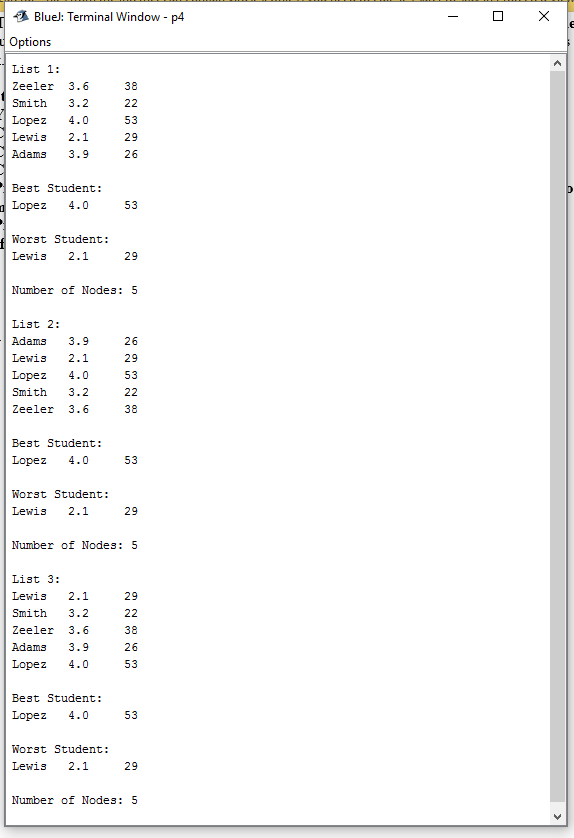 BlueJ: Terminal Window - p4
Options
List 1:
Zeeler 3.6 38
Smith 3.2 22
Lopez 4.0 53
Lewis 2.1 29
Adams 3.9 26
Best Student:
Lopez 4.0 53
Worst Student:
Lewis 2.1 29
Number of Nodes: 5
List 2:
Adams 3.9 26
Lewis 2.1 29
Lopez 4.0 53
Smith 3.2 22
Zeeler 3.6 38
Best Student:
Lopez 4.0 53
Worst Student:
Lewis 2.1 29
Number of Nodes: 5
List 3:
Lewis 2.1 29
Smith 3.2 22
Zeeler 3.6 38
Adams 3.9 26
Lopez 4.0 53
Best Student:
Lopez 4.0 53
Worst Student:
Lewis 2.1 29
Number of Nodes: 5